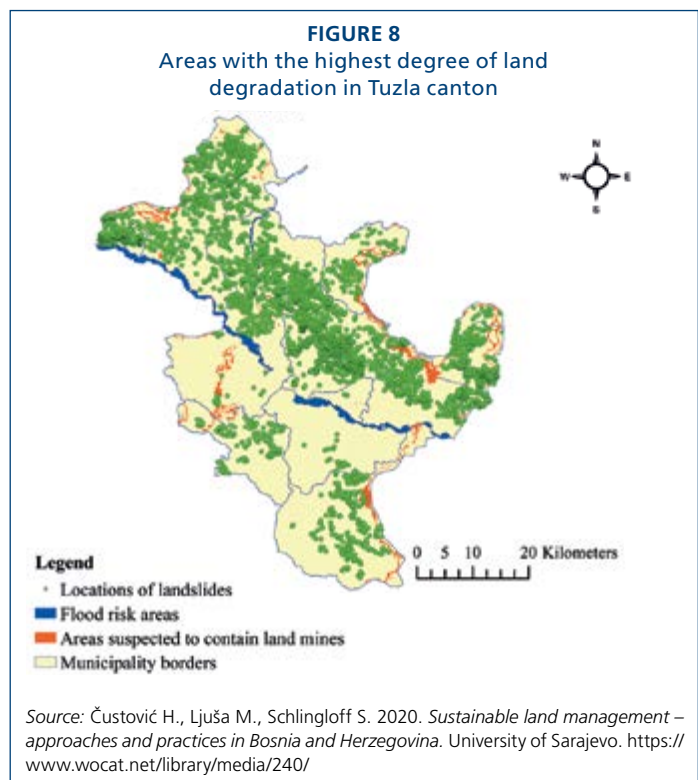 FIGURE 8
Areas with the highest degree of land
degradation in Tuzla canton
N
W E
S
0 5 10 20 Kilometers
Legend
Locations of landslides
Flood risk areas
Areas suspected to contain land mines
Municipality borders
Source: Čustović H., Ljuša M., Schlingloff S. 2020. Sustainable land management –
approaches and practices in Bosnia and Herzegovina. University of Sarajevo. https://
www.wocat.net/library/media/240/